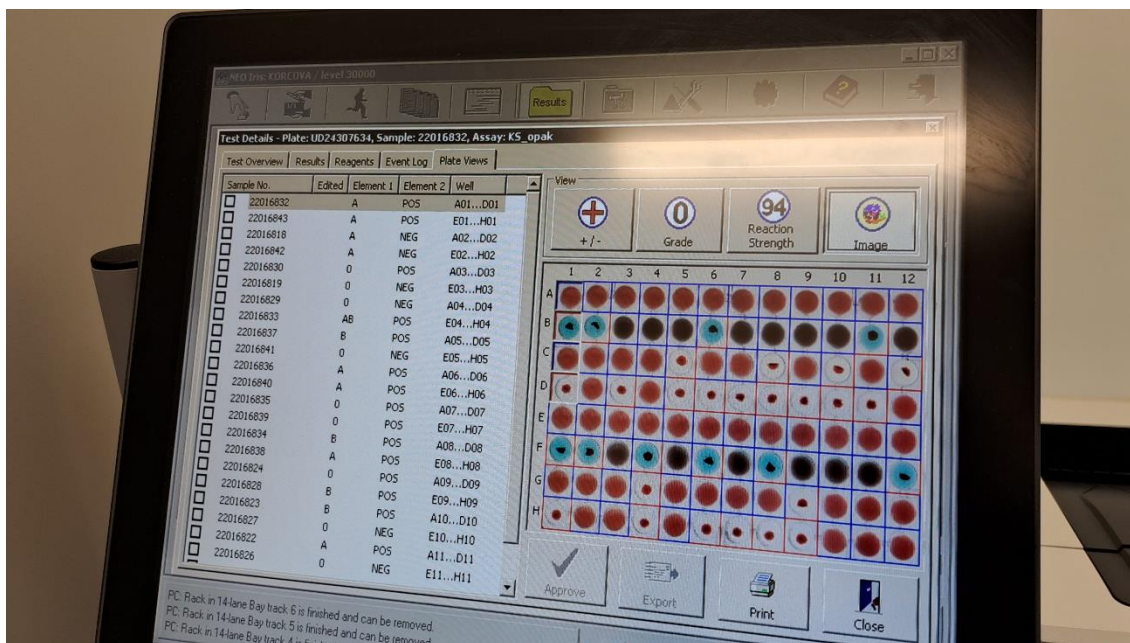 NEO Iris: KORCOVA / level 30000
Results
Test Details - Plate: UD24307634, Sample: 22016832, Assay: KS_opak
Test Overview Results Reagents Event Log Plate Views
Sample No. Edited Element 1 Element 2 Well
22016832 A POS A01...D01
22016843 A POS E01...H01
22016818 A NEG A02...D02
22016842 A NEG E02...H02
22016830 0 POS A03...D03
22016819 0 NEG E03...H03
22016829 0 NEG A04...D04
22016833 AB POS E04...H04
22016837 B POS A05...D05
22016841 0 NEG E05...H05
22016836 A POS A06...D06
22016840 A POS E06...H06
22016835 0 POS A07...D07
22016839 0 POS E07...H07
22016834 B POS A08...D08
22016838 A POS E08...H08
22016824 0 POS A09...D09
22016828 B POS E09...H09
22016823 B POS A10...D10
22016827 0 NEG E10...H10
22016822 A POS A11...D11
22016826 0 NEG E11...H11
View
+ / -
0
Grade
94
Reaction
Strength
Image
1 2 3 4 5 6 7 8 9 10 11 12
A
B
C
D
E
F
G
H
Approve
Export
Print
Close
PC: Rack in 14-lane Bay track 6 is finished and can be removed.
PC: Rack in 14-lane Bay track 5 is finished and can be removed.
PC: Rack in 14-lane Bay track 4 is